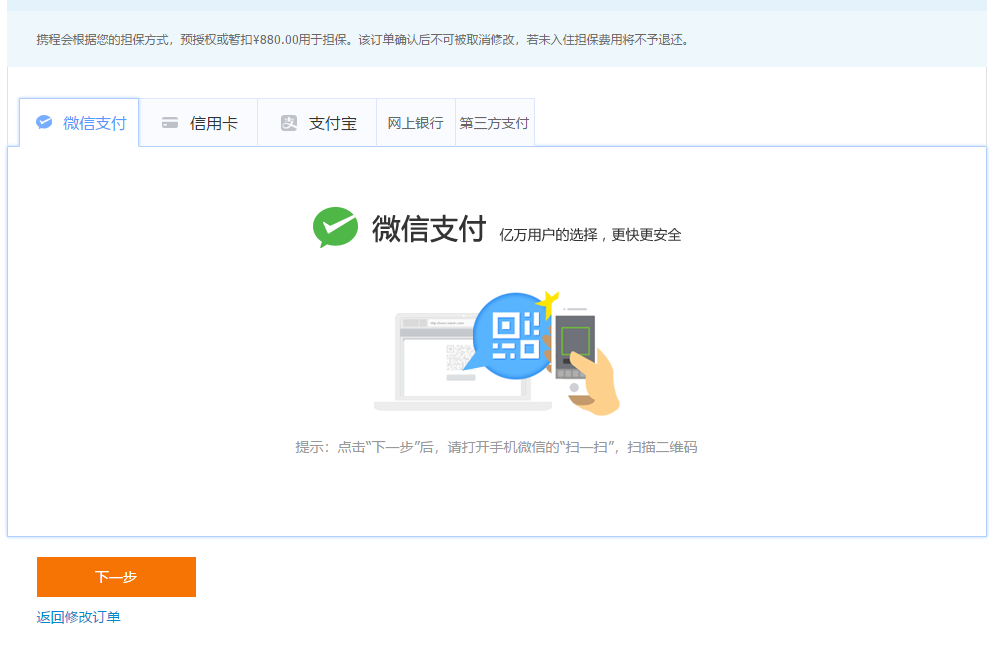 携程会根据您的担保方式，预授权或暂扣¥880.00用于担保。该订单确认后不可被取消修改，若未入住担保费用将不予退还。
微信支付 信用卡 支付宝 网上银行 第三方支付
微信支付 亿万用户的选择，更快更安全
提示：点击“下一步”后，请打开手机微信的“扫一扫”，扫描二维码
下一步
返回修改订单